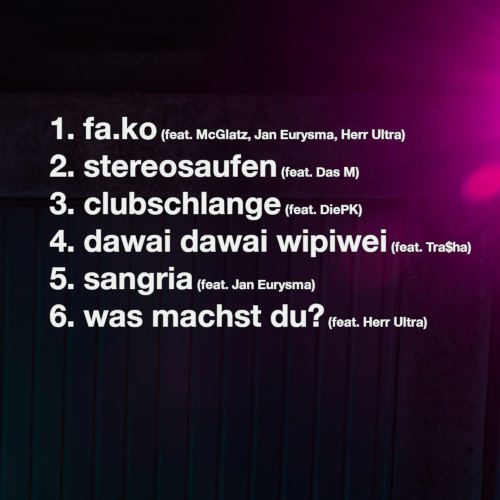 1. fa.ko (feat. McGlatz, Jan Eurysma, Herr Ultra)
2. stereosaufen (feat. Das M)
3. clubschlange (feat. DiePK)
4. dawai dawai wipiwei (feat. Tra$ha)
5. sangria (feat. Jan Eurysma)
6. was machst du? (feat. Herr Ultra)